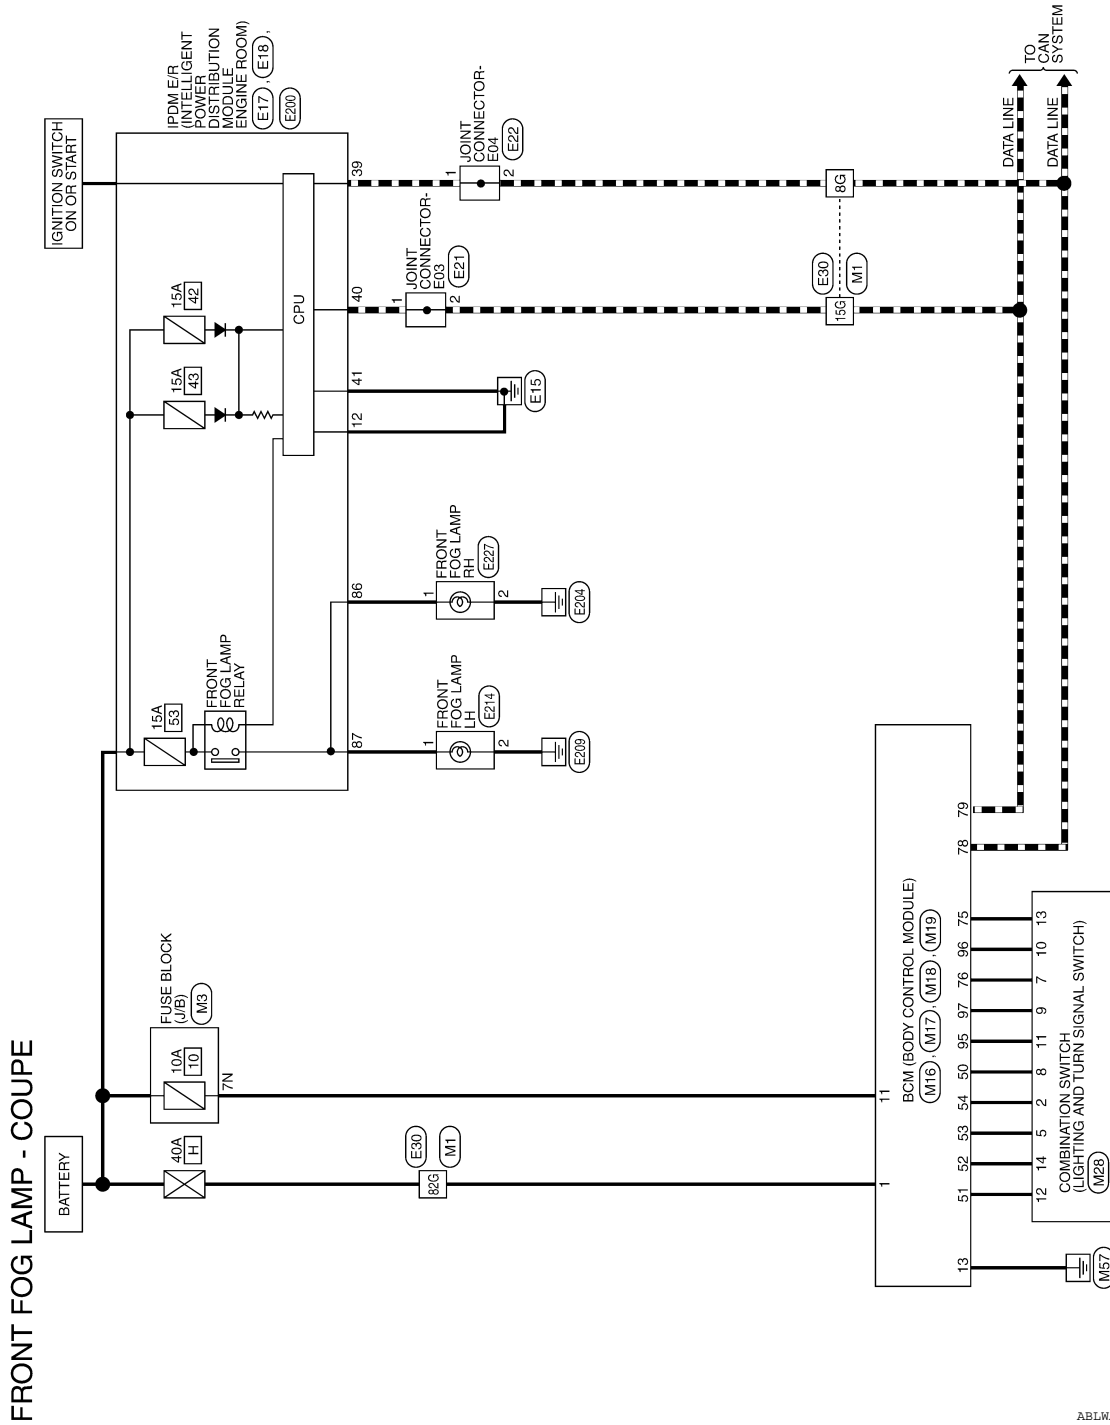 FRONT FOG LAMP - COUPE
BATTERY
IGNITION SWITCH
ON OR START
40A
H
FUSE BLOCK
(J/B)
M3
10A
10
7N
15A
53
FRONT
FOG LAMP
RELAY
15A
43
15A
42
CPU
IPDM E/R
(INTELLIGENT
POWER
DISTRIBUTION
MODULE
ENGINE ROOM)
E17 , E18 ,
E200
87
86
12
41
40
39
E30
M1
82G
1
FRONT
FOG LAMP
LH
E214
2
E209
1
FRONT
FOG LAMP
RH
E227
2
E204
E15
1
JOINT
CONNECTOR-
E03
E21
2
1
JOINT
CONNECTOR-
E04
E22
2
E30
M1
15G
8G
DATA LINE
DATA LINE
TO
CAN
SYSTEM
1
11
BCM (BODY CONTROL MODULE)
M16 , M17 , M18 , M19
13
51
52
53
54
50
95
97
76
96
75
78
79
12
14
5
2
8
11
9
7
10
13
COMBINATION SWITCH
(LIGHTING AND TURN SIGNAL SWITCH)
M28
M57